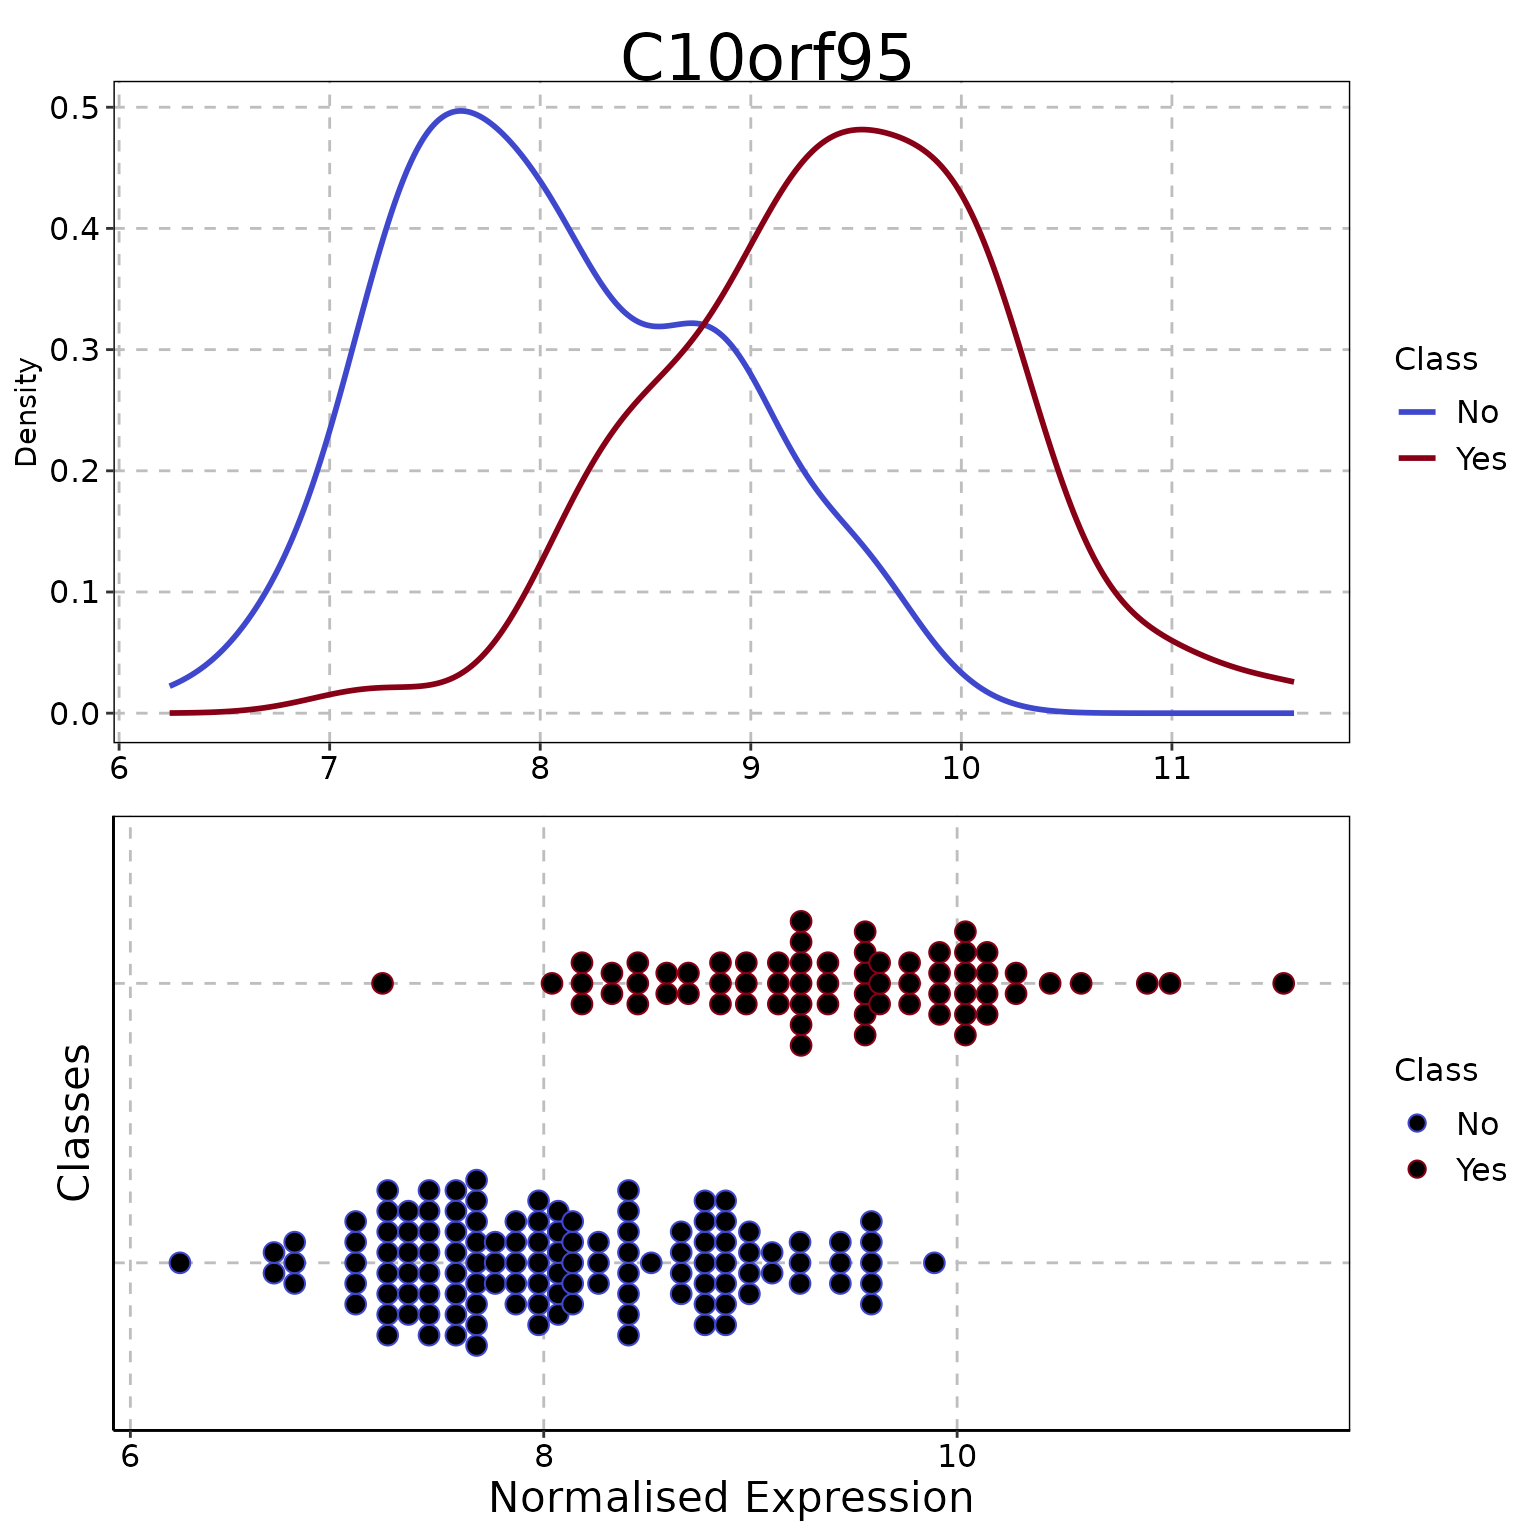 C10orf95
0.5
0.4
0.3
0.2
0.1
0.0
Density
6 7 8 9 10 11
Class
No
Yes
Classes
6 8 10
Normalised Expression
Class
No
Yes